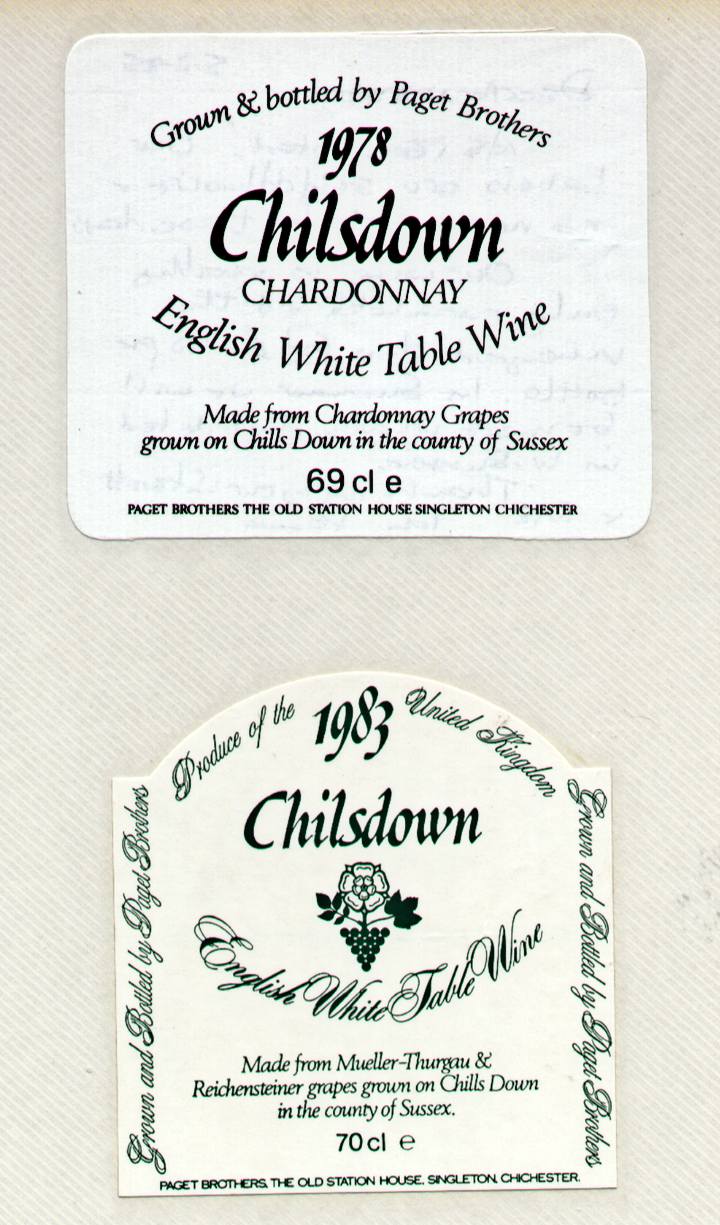 Grown & bottled by Paget Brothers
1978
Chilsdown
CHARDONNAY
English White Table Wine
Made from Chardonnay Grapes
grown on Chills Down in the county of Sussex
69 cl e
PAGET BROTHERS THE OLD STATION HOUSE SINGLETON CHICHESTER
Produce of the 1983 United Kingdom
Chilsdown
English White Table Wine
Grown and Bottled by Paget Brothers
Grown and Bottled by Paget Brothers
Made from Mueller-Thurgau &
Reichensteiner grapes grown on Chills Down
in the county of Sussex.
70 cl e
PAGET BROTHERS, THE OLD STATION HOUSE, SINGLETON, CHICHESTER.